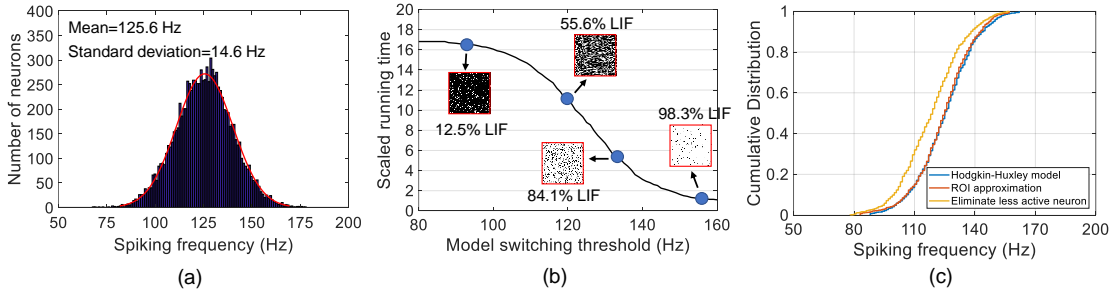 Mean=125.6 Hz
Standard deviation=14.6 Hz
Number of neurons
400
350
300
250
200
150
100
50
0
50
100
125
150
200
Spiking frequency (Hz)
(a)
Scaled running time
20
18
16
14
12
10
8
6
4
2
0
80
100
120
140
160
Model switching threshold (Hz)
55.6% LIF
12.5% LIF
98.3% LIF
84.1% LIF
(b)
Cumulative Distribution
1
0.8
0.6
0.4
0.2
0
50
80
110
140
170
200
Spiking frequency (Hz)
Hodgkin-Huxley model
ROI approximation
Eliminate less active neuron
(c)